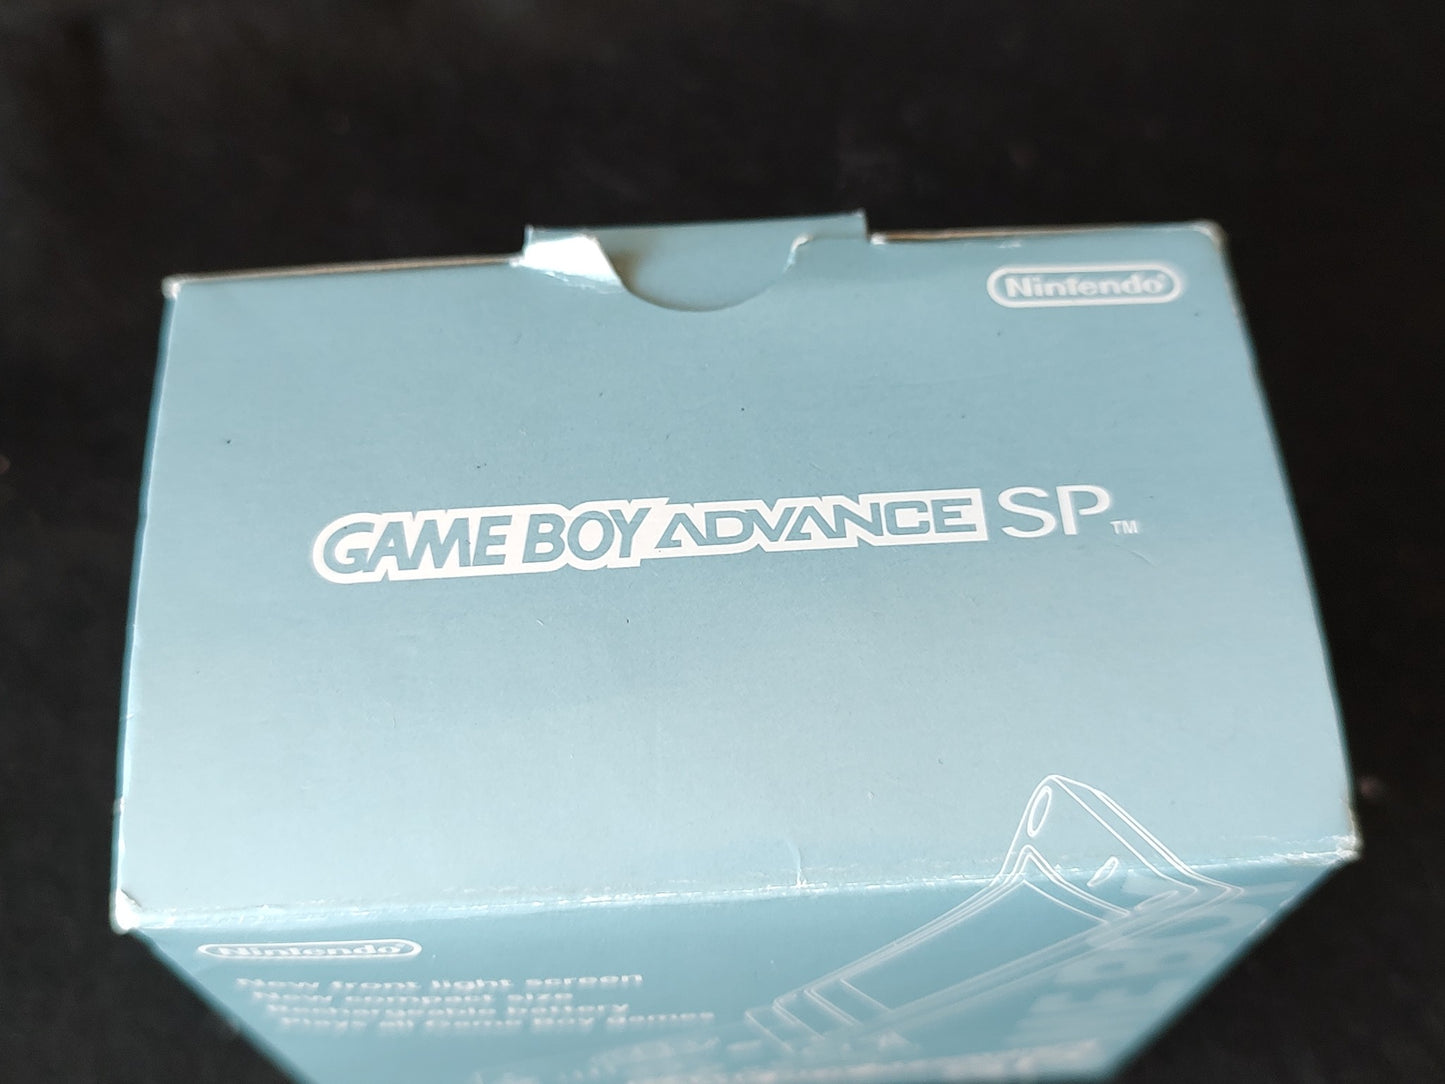 Nintendo®
GAME BOY ADVANCE SP™
Nintendo®
New front light screen
New compact size
Rechargeable battery
Plays all Game Boy games